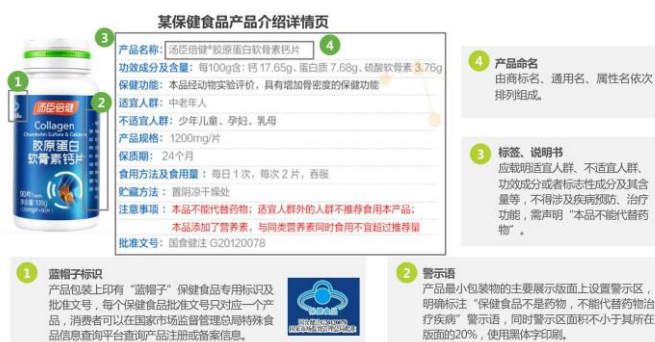 某保健食品产品介绍详情页
3
产品名称：汤臣倍健®胶原蛋白软骨素钙片
4
功效成分及含量：每100g含：钙 17.65g、蛋白质 7.68g、硫酸软骨素 3.76g
保健功能：本品经动物实验评价，具有增加骨密度的保健功能
适宜人群：中老年人
不适宜人群：少年儿童、孕妇、乳母
产品规格：1200mg/片
保质期：24个月
食用方法及食用量：每日1次，每次2片，吞服
贮藏方法：置阴凉干燥处
注意事项：本品不能代替药物；适宜人群外的人群不推荐食用本产品；
本品添加了营养素，与同类营养素同时食用不宜超过推荐量
批准文号：国食健注 G20120078
1
2
汤臣倍健
Collagen
胶原蛋白
软骨素钙片
90片
4
产品命名
由商标名、通用名、属性名依次
排列组成。
3
标签、说明书
应载明适宜人群、不适宜人群、
功效成分或者标志性成分及其含
量等，不得涉及疾病预防、治疗
功能，需声明“本品不能代替药
物”。
1
蓝帽子标识
产品包装上印有“蓝帽子”保健食品专用标识及
批准文号，每个保健食品批准文号只对应一个产
品，消费者可以在国家市场监督管理总局特殊食
品信息查询平台查询产品注册或备案信息。
保健食品
2
警示语
产品最小包装物的主要展示版面上设置警示区，
明确标注“保健食品不是药物，不能代替药物治
疗疾病”警示语，同时警示区面积不小于其所在
版面的20%，使用黑体字印刷。